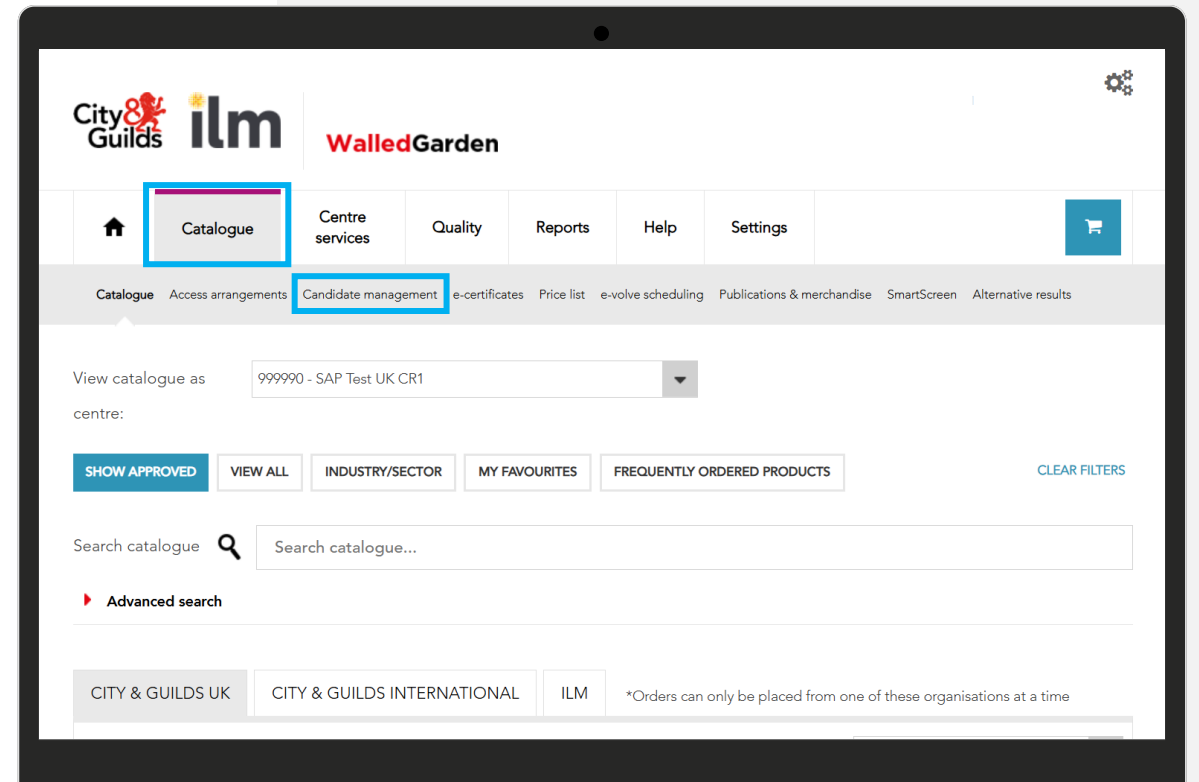 City&
Guilds
ilm
WalledGarden
Catalogue
Centre
services
Quality
Reports
Help
Settings
Catalogue Access arrangements Candidate management e-certificates Price list e-volve scheduling Publications & merchandise SmartScreen Alternative results
View catalogue as
centre:
999990 - SAP Test UK CR1
SHOW APPROVED VIEW ALL INDUSTRY/SECTOR MY FAVOURITES FREQUENTLY ORDERED PRODUCTS CLEAR FILTERS
Search catalogue Search catalogue...
Advanced search
CITY & GUILDS UK CITY & GUILDS INTERNATIONAL ILM *Orders can only be placed from one of these organisations at a time